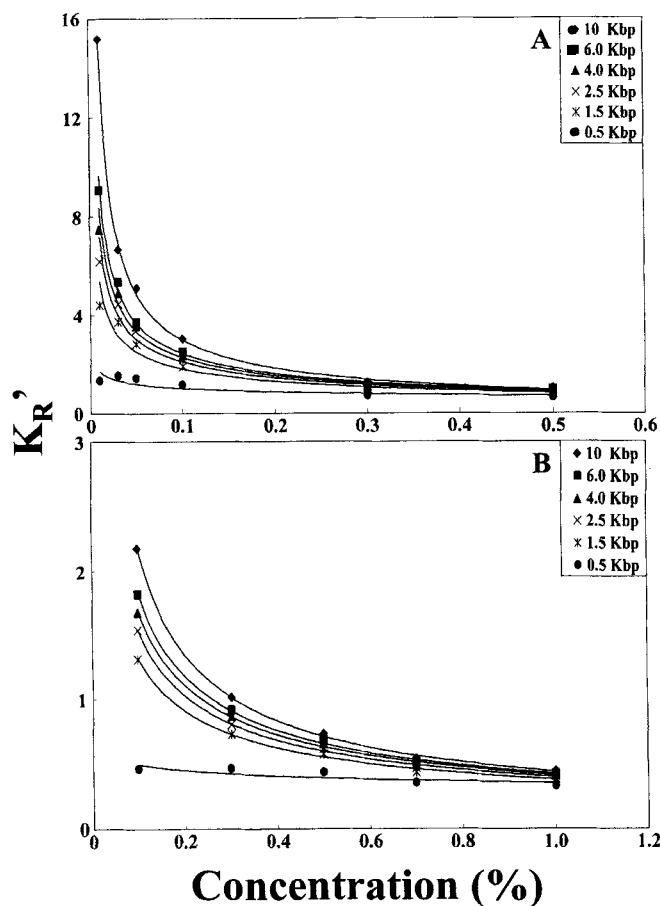 16
12
8
4
0
A
10 Kbp
6.0 Kbp
4.0 Kbp
2.5 Kbp
1.5 Kbp
0.5 Kbp
0 0.1 0.2 0.3 0.4 0.5 0.6
K_R'
3
2
1
0
B
10 Kbp
6.0 Kbp
4.0 Kbp
2.5 Kbp
1.5 Kbp
0.5 Kbp
0 0.2 0.4 0.6 0.8 1.0 1.2
Concentration (%)